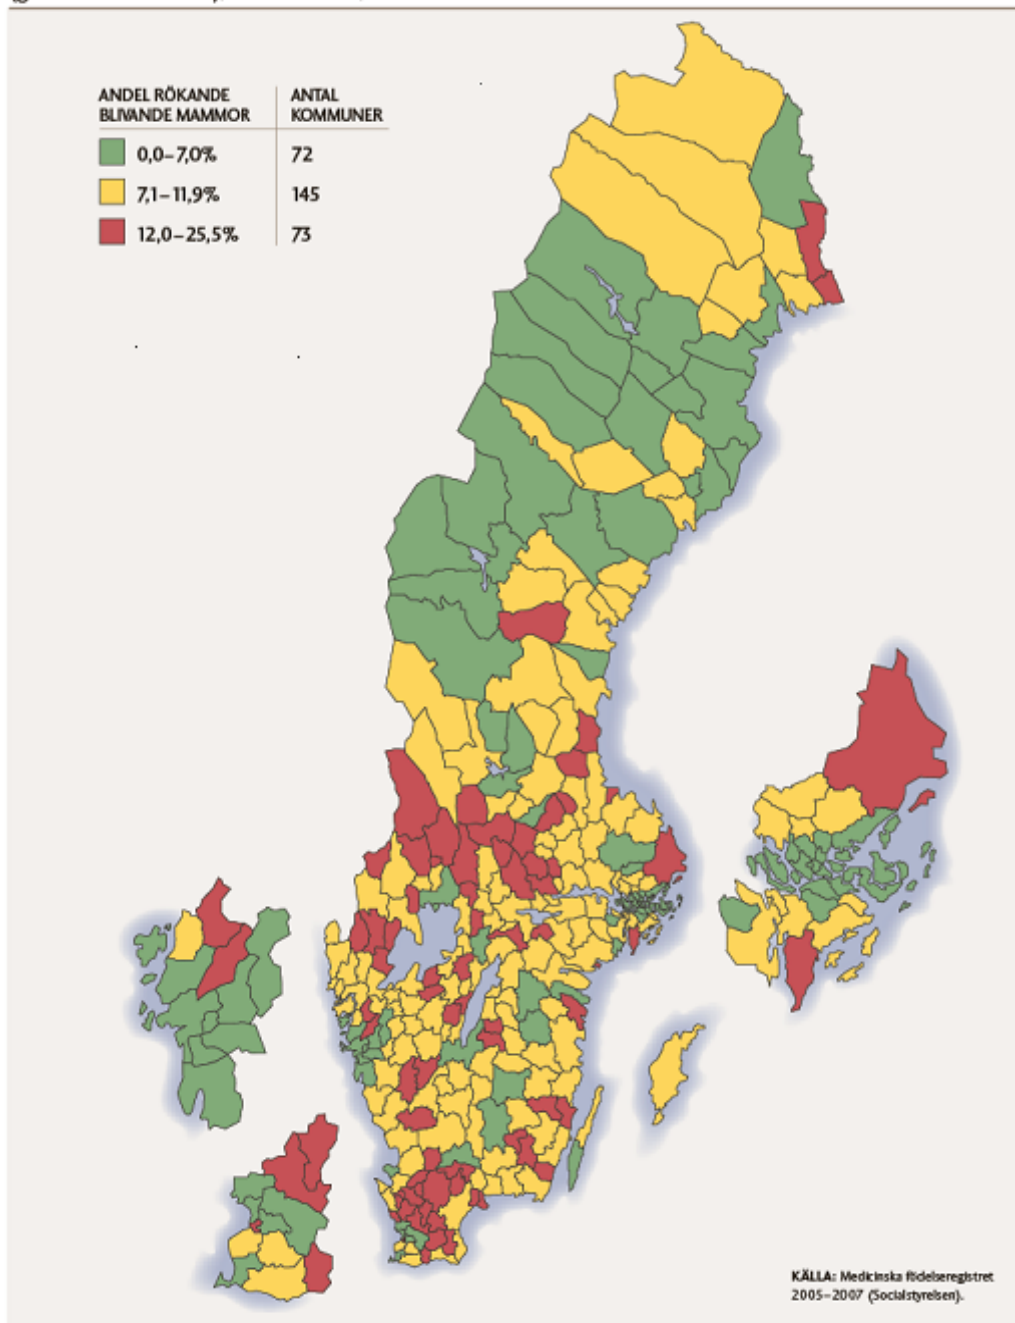 ANDEL RÖKANDE
BLIVANDE MAMMOR
ANTAL
KOMMUNER
0,0–7,0% 72
7,1–11,9% 145
12,0–25,5% 73
KÄLLA: Medicinska födelseregistret
2005–2007 (Socialstyrelsen).